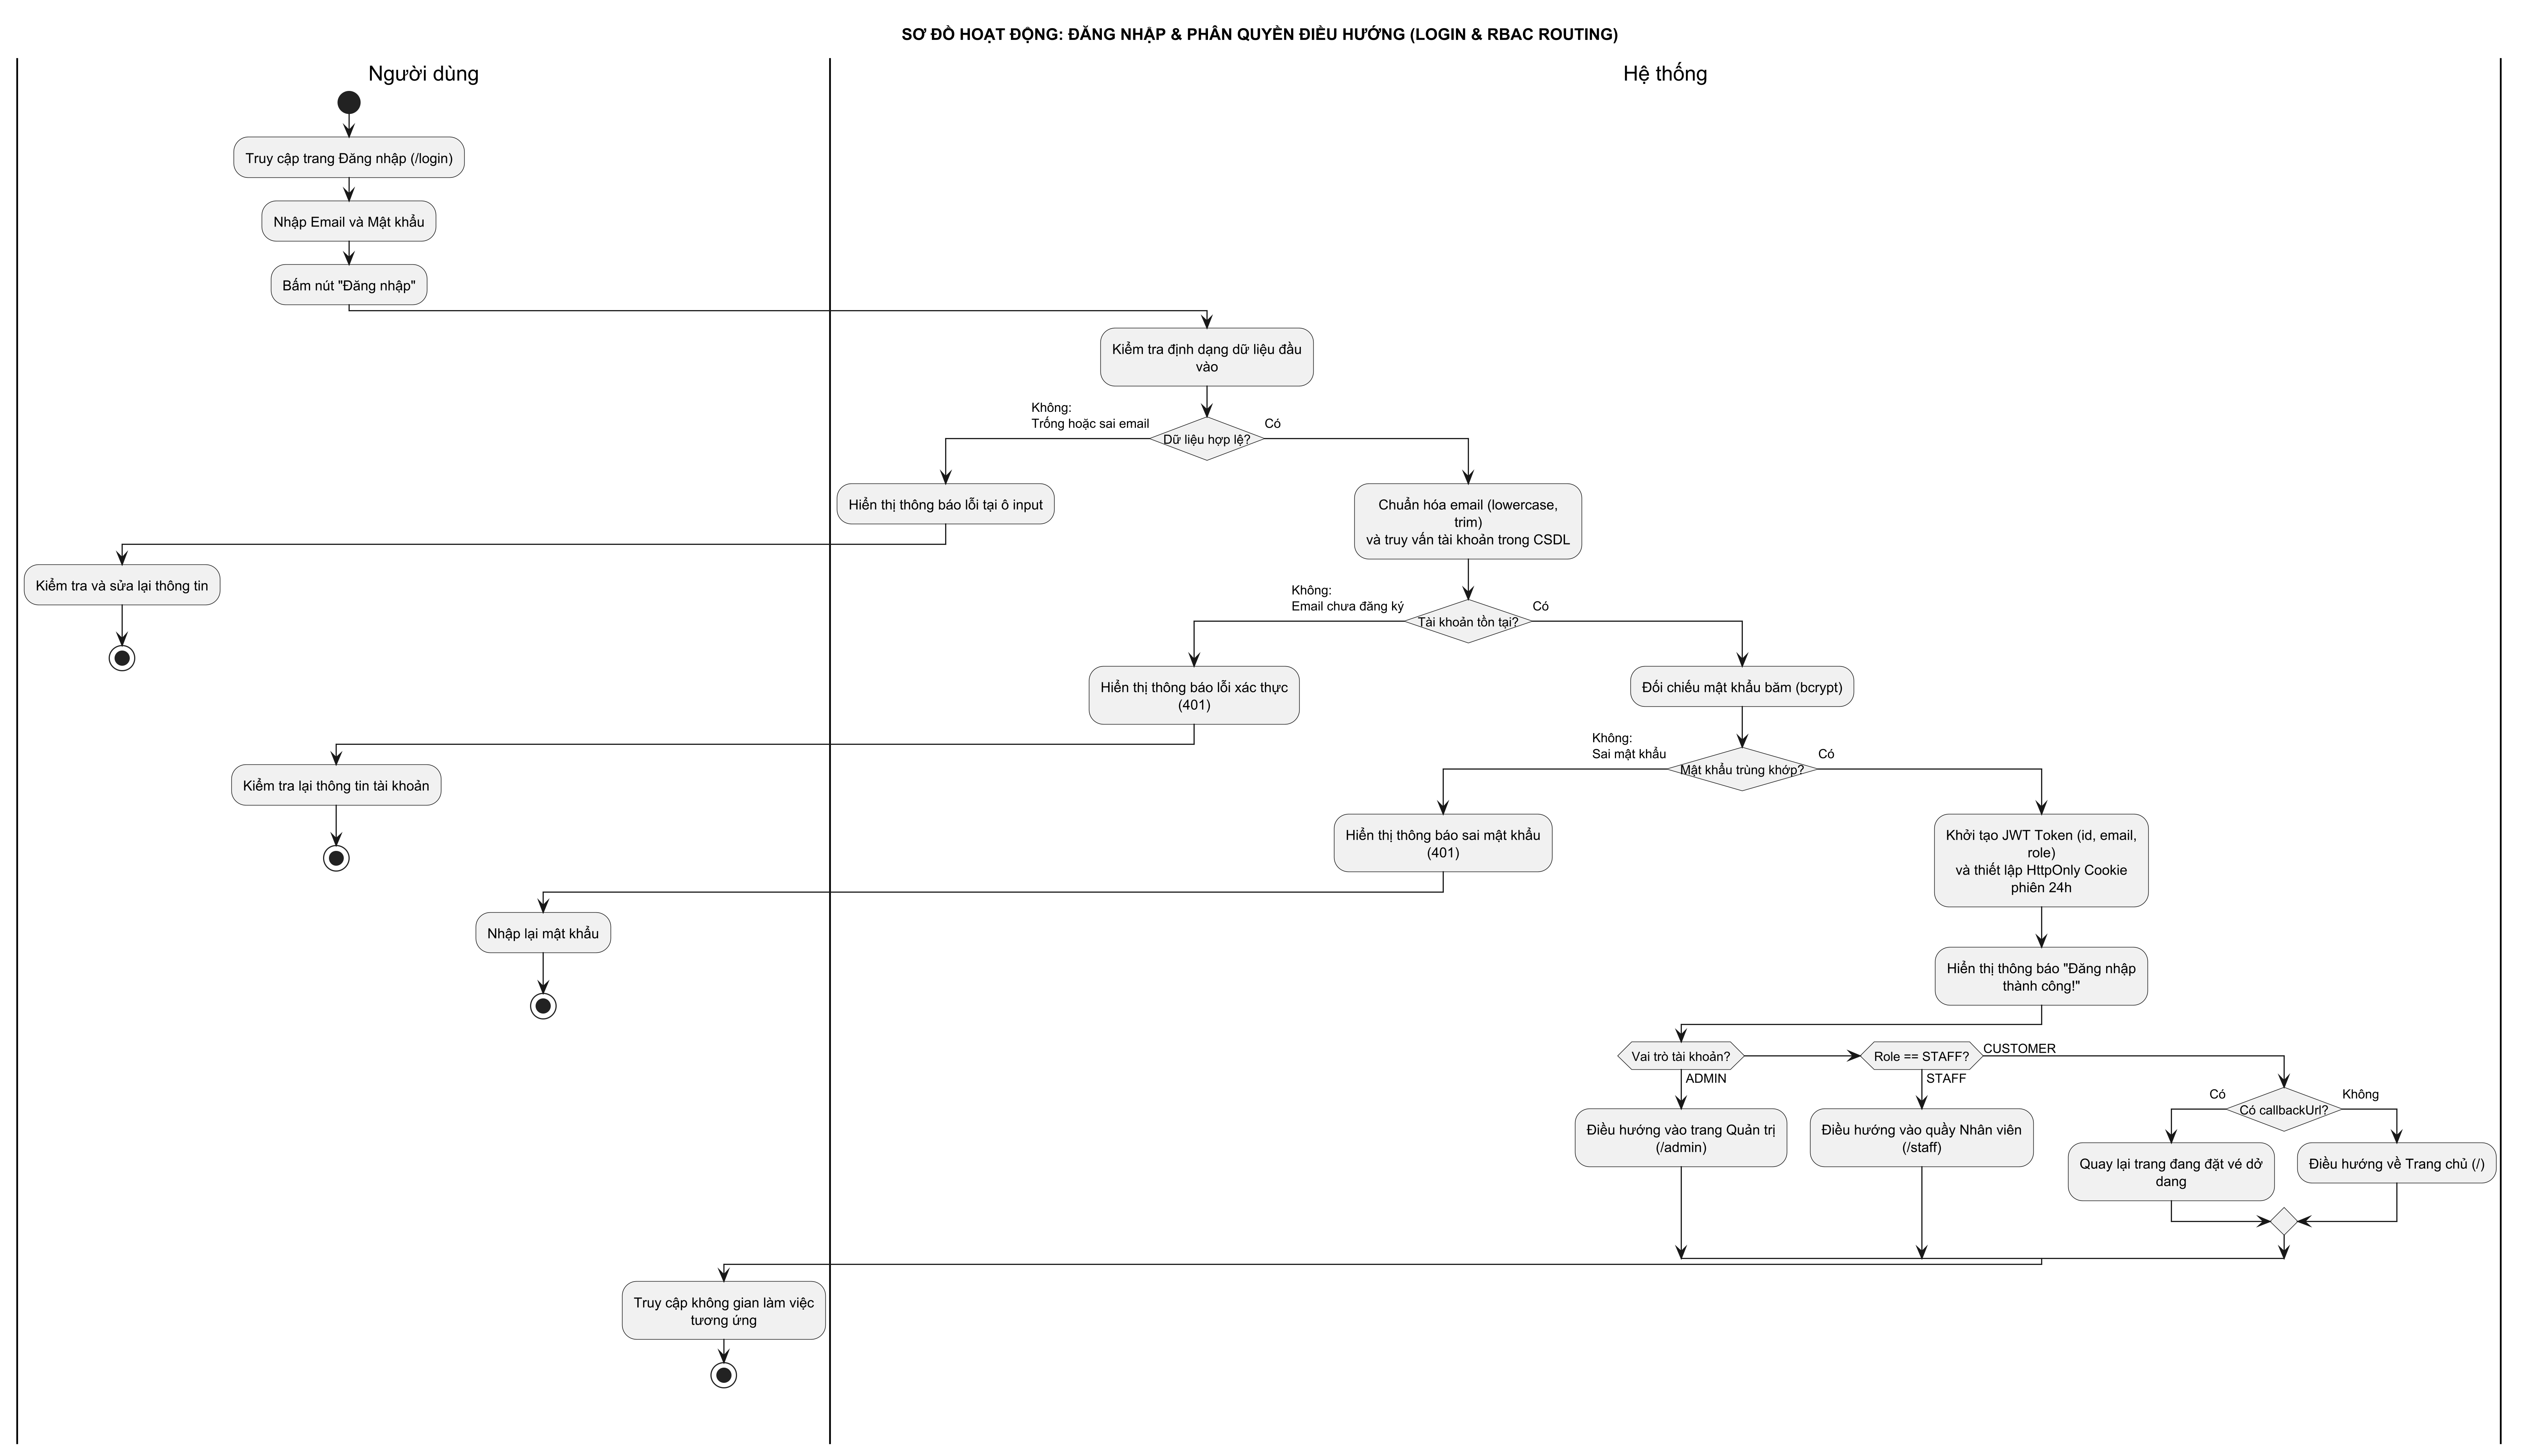 SƠ ĐỒ HOẠT ĐỘNG: ĐĂNG NHẬP & PHÂN QUYỀN ĐIỀU HƯỚNG (LOGIN & RBAC ROUTING)
Người dùng
Hệ thống
Truy cập trang Đăng nhập (/login)
Nhập Email và Mật khẩu
Bấm nút "Đăng nhập"
Kiểm tra định dạng dữ liệu đầu
vào
Không:
Trống hoặc sai email
Dữ liệu hợp lệ?
Có
Hiển thị thông báo lỗi tại ô input
Chuẩn hóa email (lowercase,
trim)
và truy vấn tài khoản trong CSDL
Kiểm tra và sửa lại thông tin
Không:
Email chưa đăng ký
Tài khoản tồn tại?
Có
Hiển thị thông báo lỗi xác thực
(401)
Đối chiếu mật khẩu băm (bcrypt)
Kiểm tra lại thông tin tài khoản
Không:
Sai mật khẩu
Mật khẩu trùng khớp?
Có
Hiển thị thông báo sai mật khẩu
(401)
Khởi tạo JWT Token (id, email,
role)
và thiết lập HttpOnly Cookie
phiên 24h
Nhập lại mật khẩu
Hiển thị thông báo "Đăng nhập
thành công!"
Vai trò tài khoản?
Role == STAFF?
CUSTOMER
ADMIN
STAFF
Có
Có callbackUrl?
Không
Điều hướng vào trang Quản trị
(/admin)
Điều hướng vào quầy Nhân viên
(/staff)
Quay lại trang đang đặt vé dở
dang
Điều hướng về Trang chủ (/)
Truy cập không gian làm việc
tương ứng